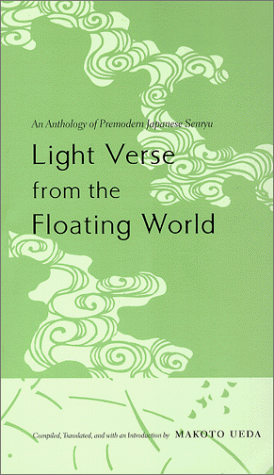 An Anthology of Premodern Japanese Senryu
Light Verse
from the
Floating World
Compiled, Translated, and with an Introduction by MAKOTO UEDA